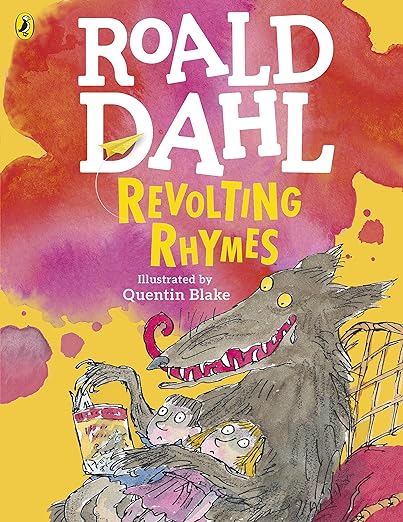 ROALD
DAHL
REVOLTING
RHYMES
Illustrated by
Quentin Blake